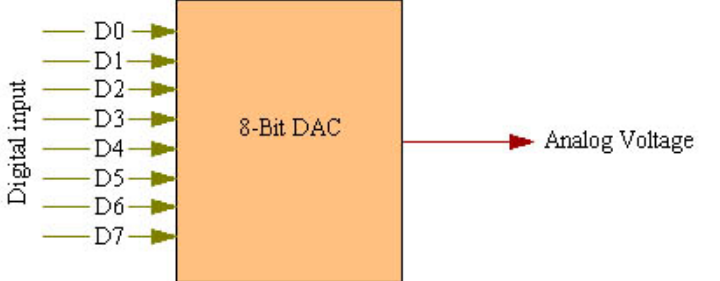 Digital input
D0
D1
D2
D3
D4
D5
D6
D7
8-Bit DAC
Analog Voltage